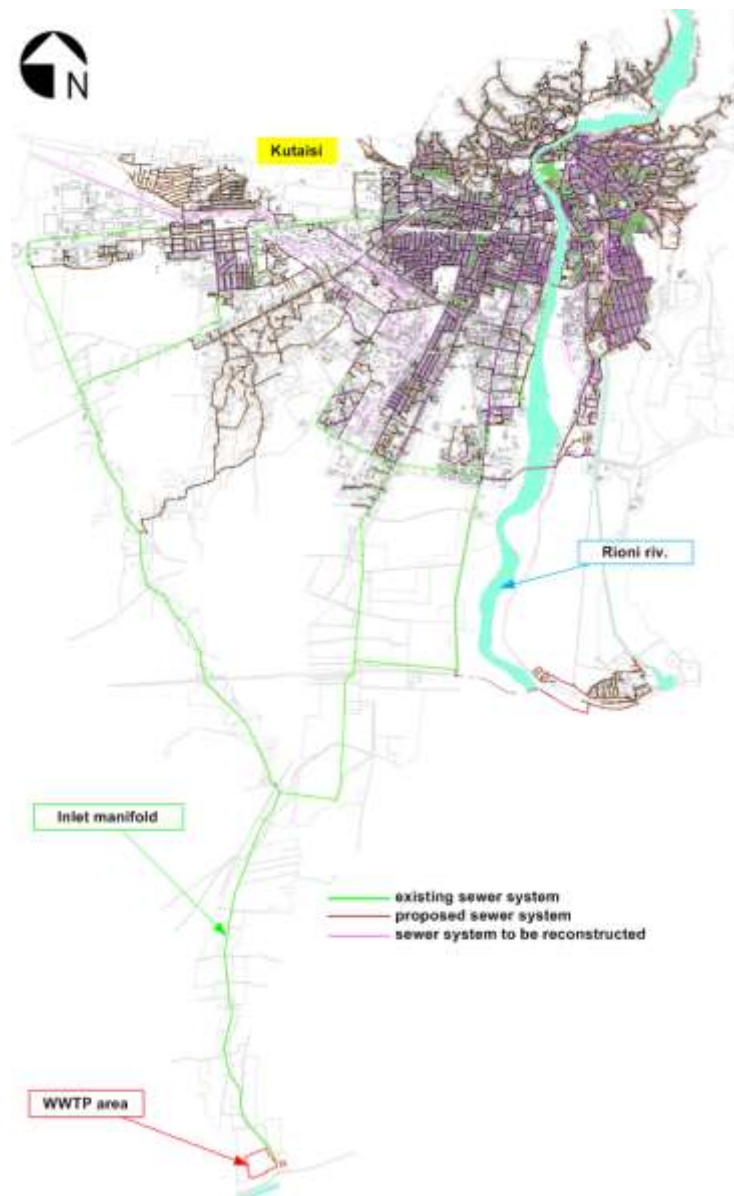 N
Kutaisi
Rioni riv.
Inlet manifold
existing sewer system
proposed sewer system
sewer system to be reconstructed
WWTP area